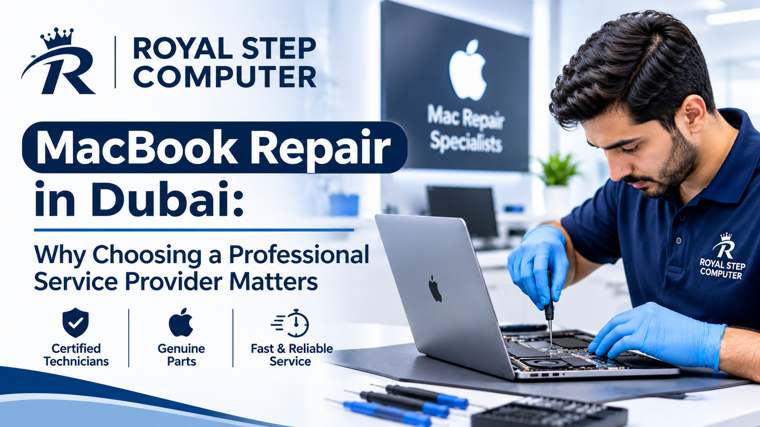 ROYAL STEP
COMPUTER
MacBook Repair
in Dubai:
Why Choosing a Professional
Service Provider Matters
Certified
Technicians
Genuine
Parts
Fast & Reliable
Service
Mac Repair
Specialists
ROYAL STEP
COMPUTER